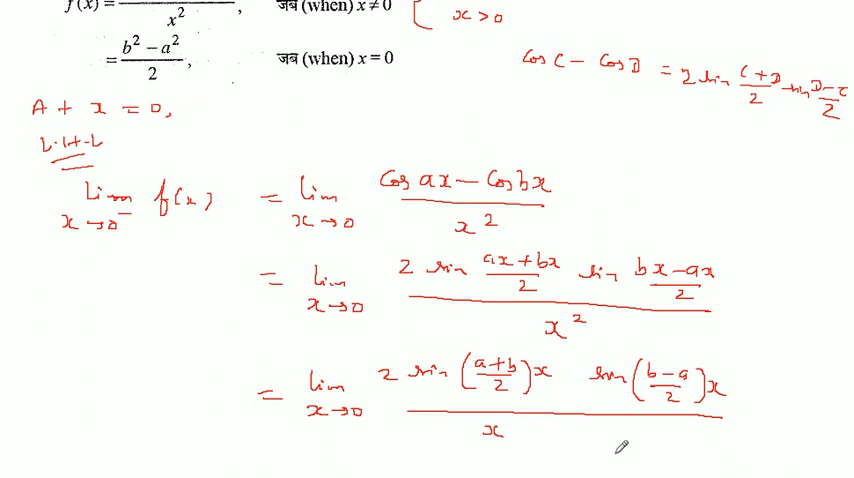 f(x) = x², जब (when) x ≠ 0
x > 0
= b² − a² / 2, जब (when) x = 0
Cos C − Cos D = 2 sin C + D / 2 sin D − C / 2
At x = 0,
L.H.L
Lim x→0⁻ f(x) = Lim x→0 Cos ax − Cos bx / x²
= Lim x→0 2 sin ax + bx / 2 sin bx − ax / 2 / x²
= Lim x→0 2 sin (a+b / 2) x sin (b−a / 2) x / x